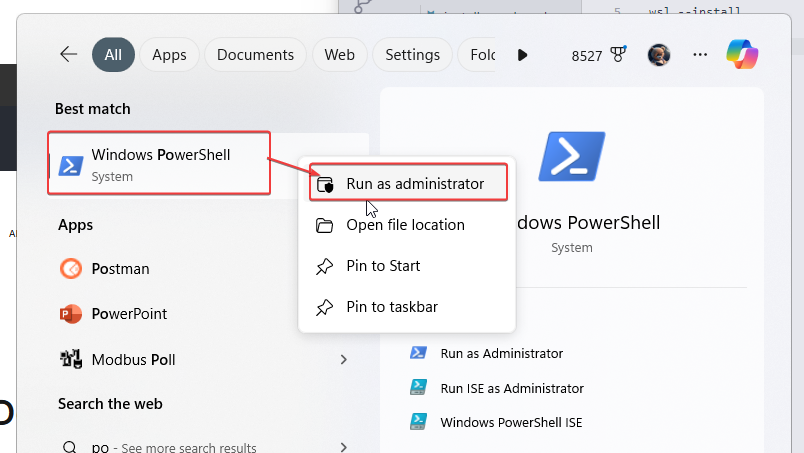 5 wsl --install
All
Apps
Documents
Web
Settings
Fold
8527
Best match
Windows PowerShell
System
Run as administrator
Open file location
Pin to Start
Pin to taskbar
dows PowerShell
System
Apps
Postman
PowerPoint
Modbus Poll
Search the web
po - See more search results
Run as Administrator
Run ISE as Administrator
Windows PowerShell ISE